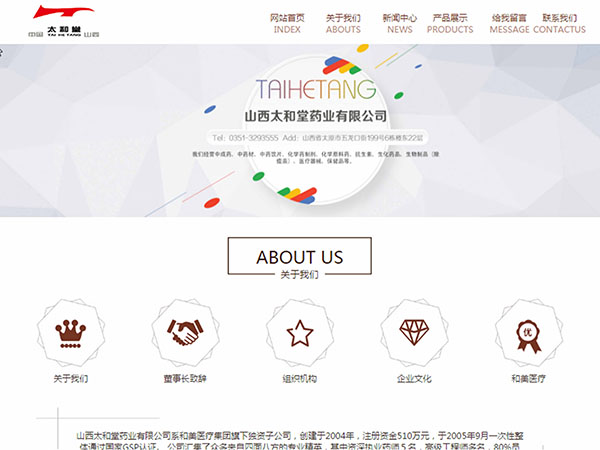 中国 太和堂 山西
TAI HE TANG
网站首页 关于我们 新闻中心 产品展示 给我留言 联系我们
INDEX ABOUTS NEWS PRODUCTS MESSAGE CONTACTUS
TAIHETANG
山西太和堂药业有限公司
Tel: 0351-3293555 Add: 山西省太原市五龙口街199号6栋楼东22层
我们经营中成药、中药材、中药饮片、化学药制剂、化学原料药、抗生素、生化药品、生物制品（除
疫苗）、医疗器械、保健品等。
ABOUT US
关于我们
优
关于我们 董事长致辞 组织机构 企业文化 和美医疗
山西太和堂药业有限公司系和美医疗集团旗下独资子公司，创建于2004年，注册资金510万元，于2005年9月一次性整
体通过国家GSP认证。公司汇集了众多来自四面八方的专业精英，其中资深执业药师５名，高级工程师多名，80%员